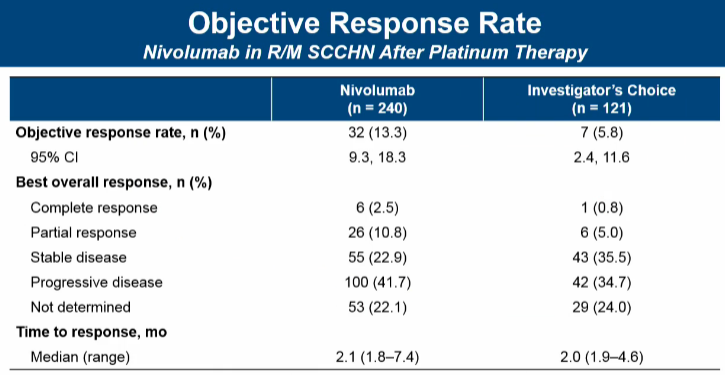 Objective Response Rate
Nivolumab in R/M SCCHN After Platinum Therapy
Nivolumab Investigator's Choice
(n = 240) (n = 121)
Objective response rate, n (%) 32 (13.3) 7 (5.8)
95% CI 9.3, 18.3 2.4, 11.6
Best overall response, n (%)
Complete response 6 (2.5) 1 (0.8)
Partial response 26 (10.8) 6 (5.0)
Stable disease 55 (22.9) 43 (35.5)
Progressive disease 100 (41.7) 42 (34.7)
Not determined 53 (22.1) 29 (24.0)
Time to response, mo
Median (range) 2.1 (1.8–7.4) 2.0 (1.9–4.6)